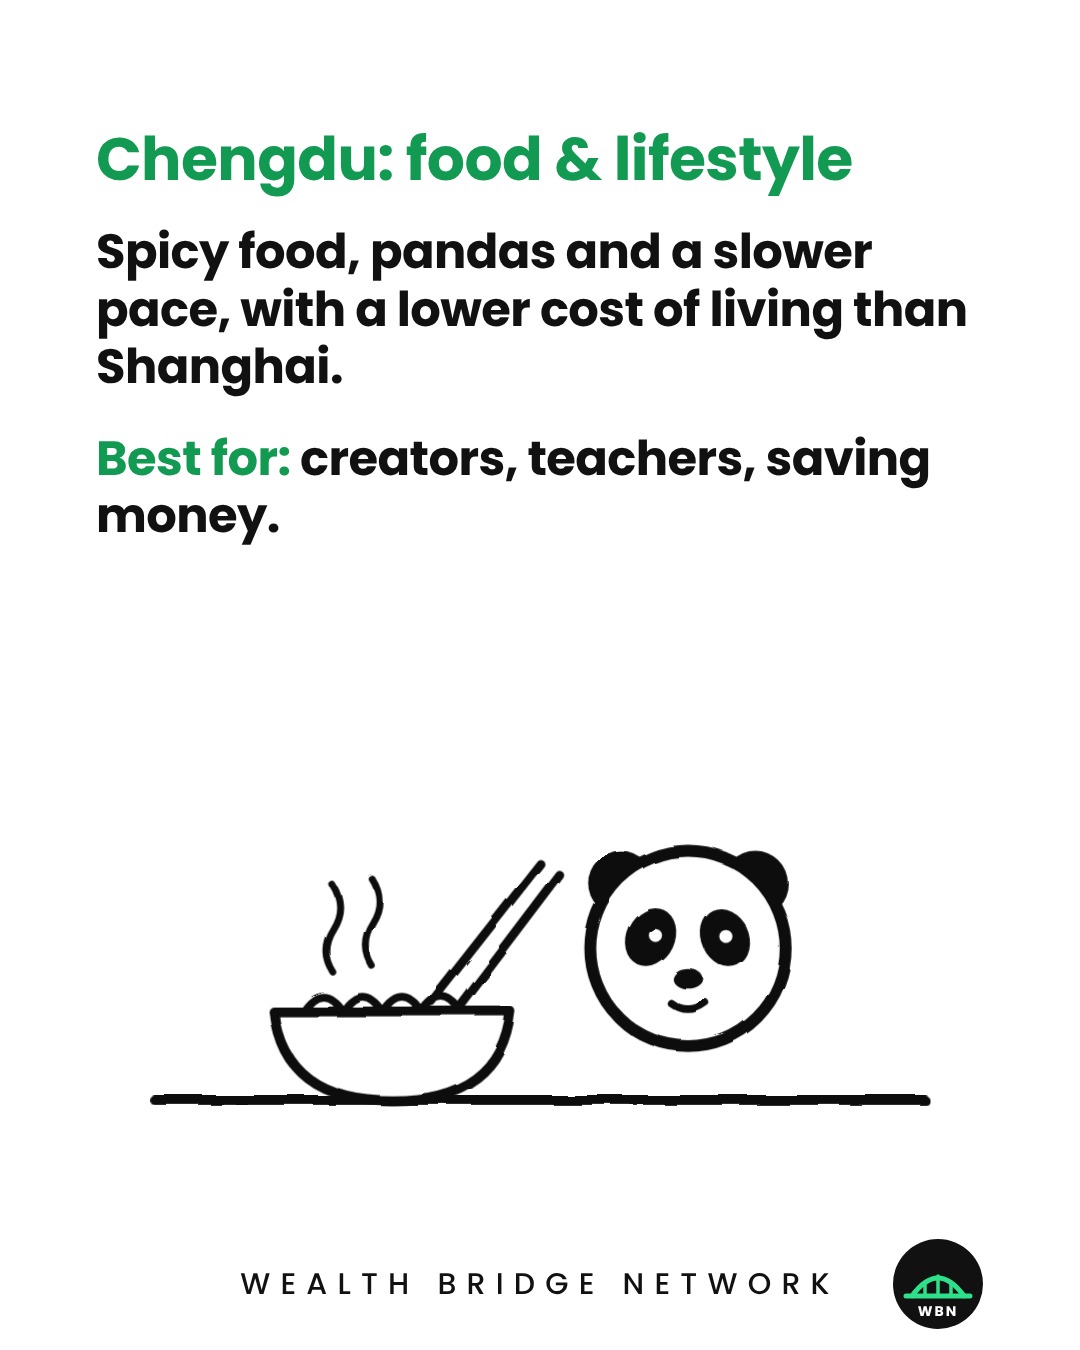 Chengdu: food & lifestyle
Spicy food, pandas and a slower
pace, with a lower cost of living than
Shanghai.
Best for: creators, teachers, saving
money.
WEALTH BRIDGE NETWORK
WBN